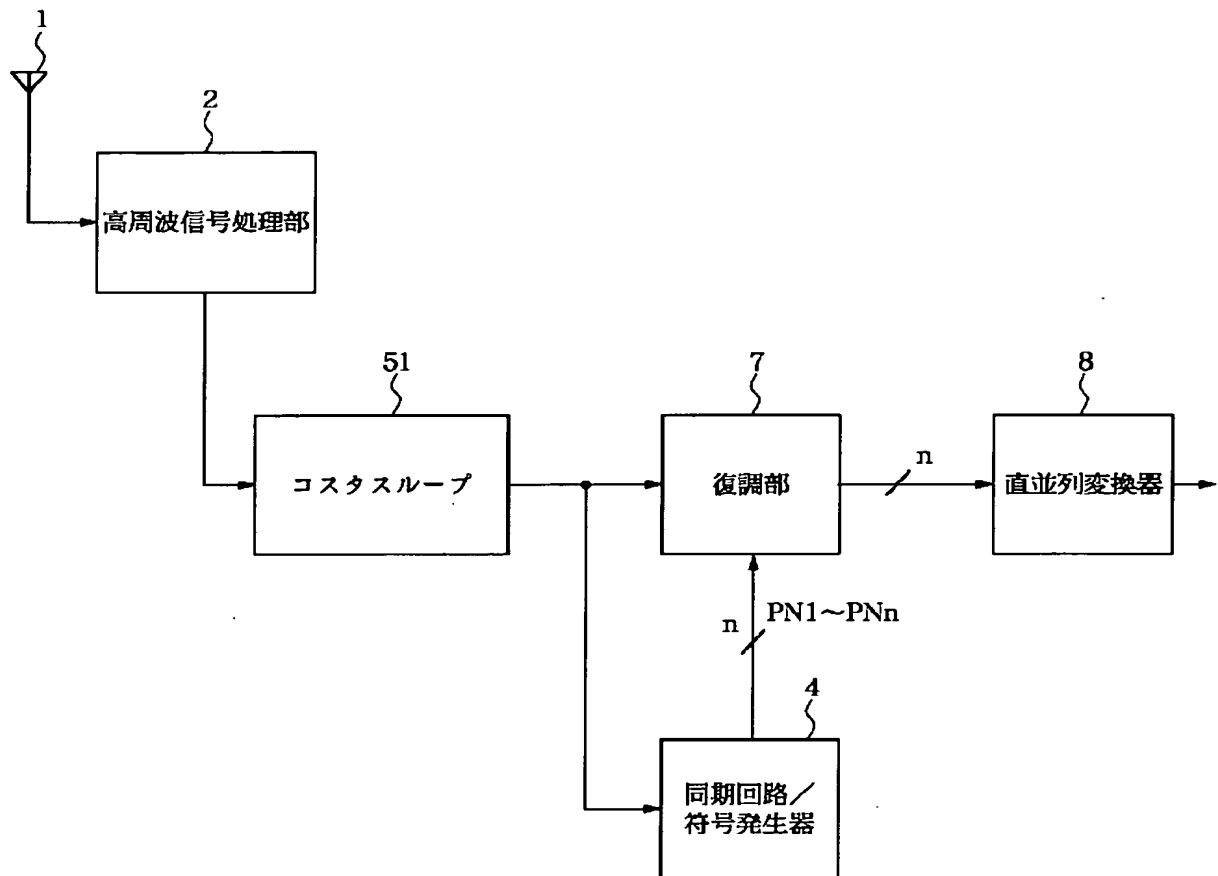 1
2
高周波信号処理部
51
コスタスループ
7
復調部
n
8
直並列変換器
n
PN1～PNn
4
同期回路／
符号発生器